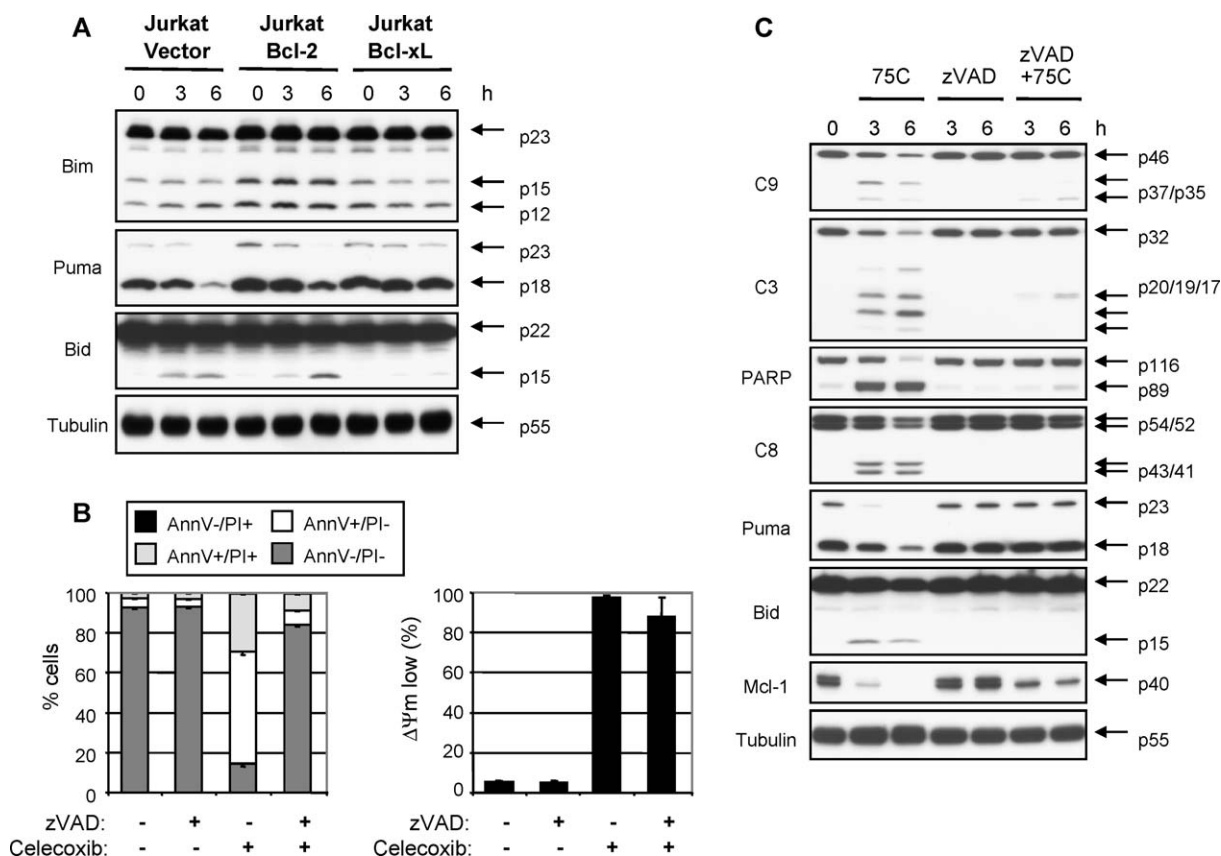 A
Jurkat Vector
Jurkat Bcl-2
Jurkat Bcl-xL
0 3 6 0 3 6 0 3 6 h
Bim
p23
p15
p12
Puma
p23
p18
Bid
p22
p15
Tubulin
p55
B
AnnV-/PI+
AnnV+/PI-
AnnV+/PI+
AnnV-/PI-
% cells
100
80
60
40
20
0
zVAD: - + - +
Celecoxib: - - + +
ΔΨm low (%)
100
80
60
40
20
0
zVAD: - + - +
Celecoxib: - - + +
C
75C
zVAD
zVAD +75C
0 3 6 3 6 3 6 h
C9
p46
p37/p35
C3
p32
p20/19/17
PARP
p116
p89
C8
p54/52
p43/41
Puma
p23
p18
Bid
p22
p15
Mcl-1
p40
Tubulin
p55